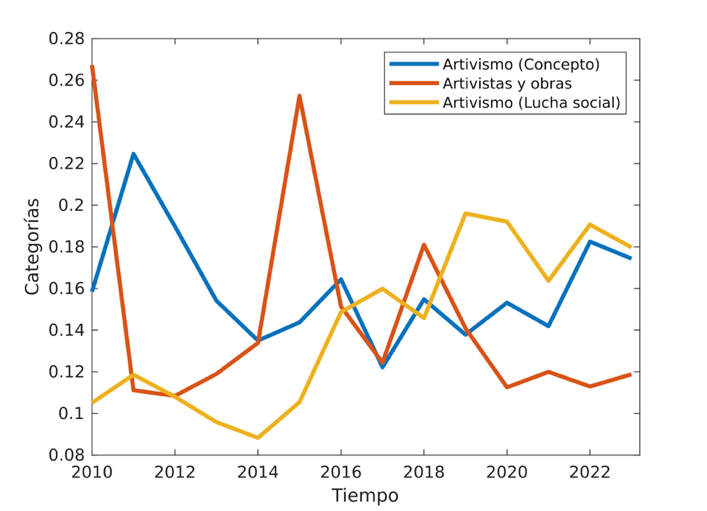 0.28
0.26
0.24
0.22
0.2
0.18
0.16
0.14
0.12
0.1
0.08
Categorías
Artivismo (Concepto)
Artivistas y obras
Artivismo (Lucha social)
2010 2012 2014 2016 2018 2020 2022
Tiempo